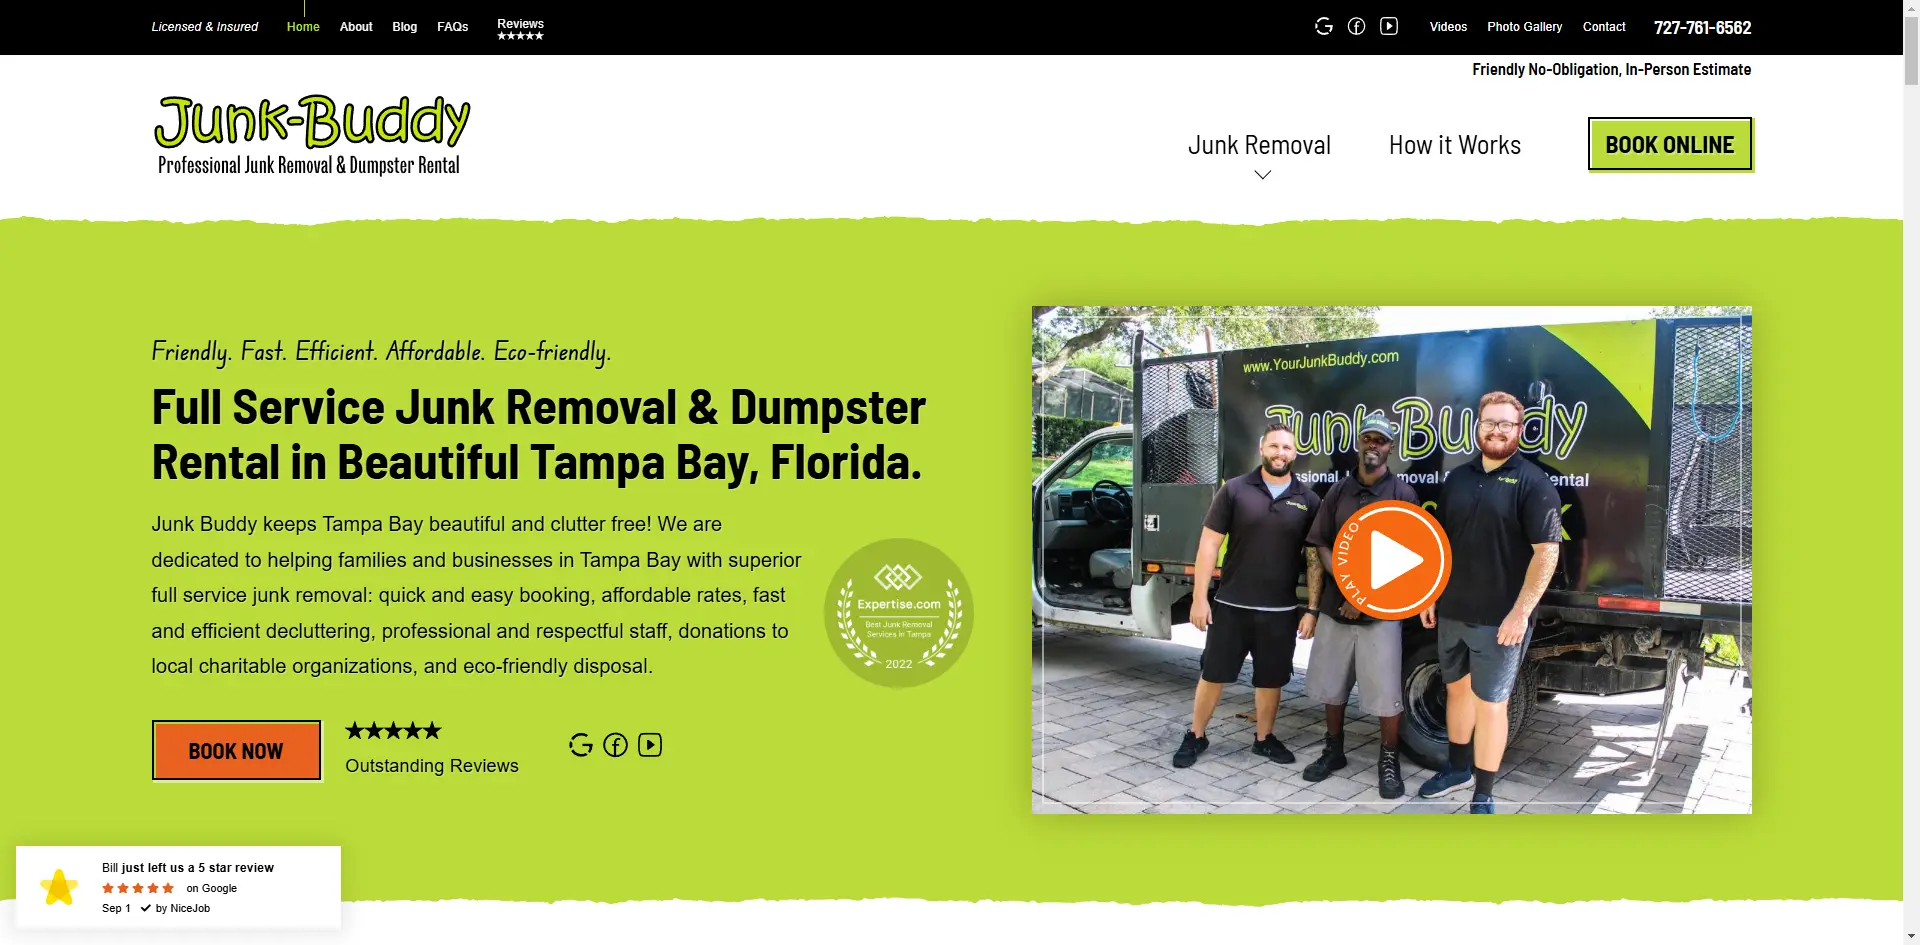 Licensed & Insured
Home
About
Blog
FAQs
Reviews
★★★★★
Videos
Photo Gallery
Contact
727-761-6562
Friendly No-Obligation, In-Person Estimate
Junk-Buddy
Professional Junk Removal & Dumpster Rental
Junk Removal
How it Works
BOOK ONLINE
Friendly. Fast. Efficient. Affordable. Eco-friendly.
Full Service Junk Removal & Dumpster
Rental in Beautiful Tampa Bay, Florida.
Junk Buddy keeps Tampa Bay beautiful and clutter free! We are
dedicated to helping families and businesses in Tampa Bay with superior
full service junk removal: quick and easy booking, affordable rates, fast
and efficient decluttering, professional and respectful staff, donations to
local charitable organizations, and eco-friendly disposal.
Expertise.com
Best Junk Removal
Services in Tampa
2022
BOOK NOW
★★★★★
Outstanding Reviews
www.YourJunkBuddy.com
Junk-Buddy
PLAY VIDEO
Bill just left us a 5 star review
on Google
Sep 1 ✓ by NiceJob